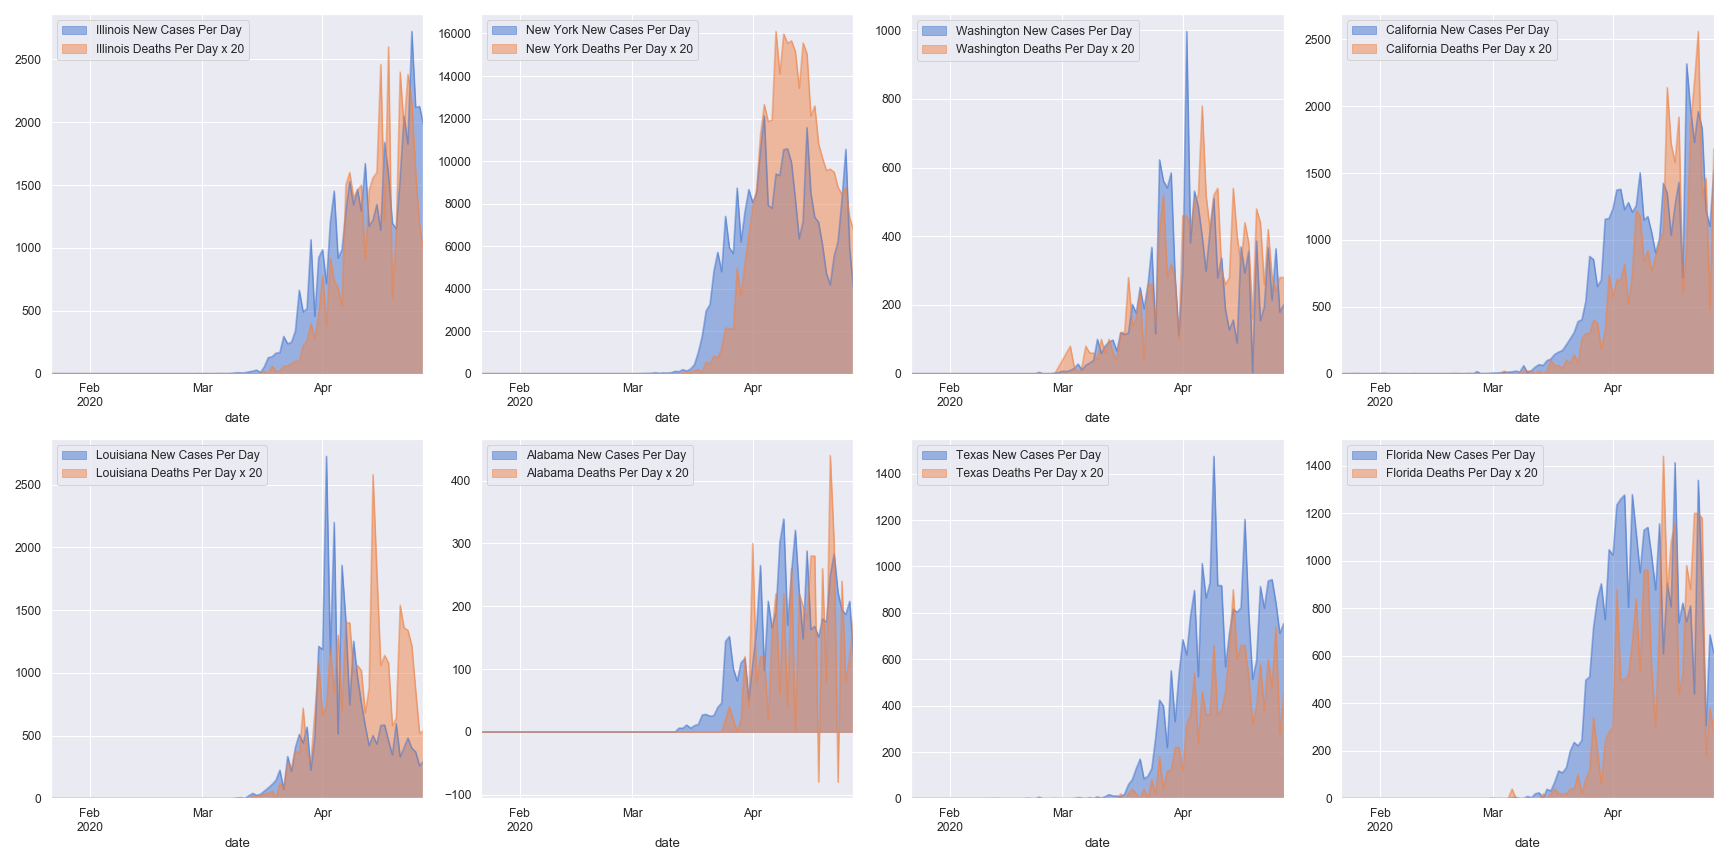 Illinois New Cases Per Day
Illinois Deaths Per Day x 20
2500
2000
1500
1000
500
0
Feb
2020
Mar
Apr
date
New York New Cases Per Day
New York Deaths Per Day x 20
16000
14000
12000
10000
8000
6000
4000
2000
0
Feb
2020
Mar
Apr
date
Washington New Cases Per Day
Washington Deaths Per Day x 20
1000
800
600
400
200
0
Feb
2020
Mar
Apr
date
California New Cases Per Day
California Deaths Per Day x 20
2500
2000
1500
1000
500
0
Feb
2020
Mar
Apr
date
Louisiana New Cases Per Day
Louisiana Deaths Per Day x 20
2500
2000
1500
1000
500
0
Feb
2020
Mar
Apr
date
Alabama New Cases Per Day
Alabama Deaths Per Day x 20
400
300
200
100
0
−100
Feb
2020
Mar
Apr
date
Texas New Cases Per Day
Texas Deaths Per Day x 20
1400
1200
1000
800
600
400
200
0
Feb
2020
Mar
Apr
date
Florida New Cases Per Day
Florida Deaths Per Day x 20
1400
1200
1000
800
600
400
200
0
Feb
2020
Mar
Apr
date